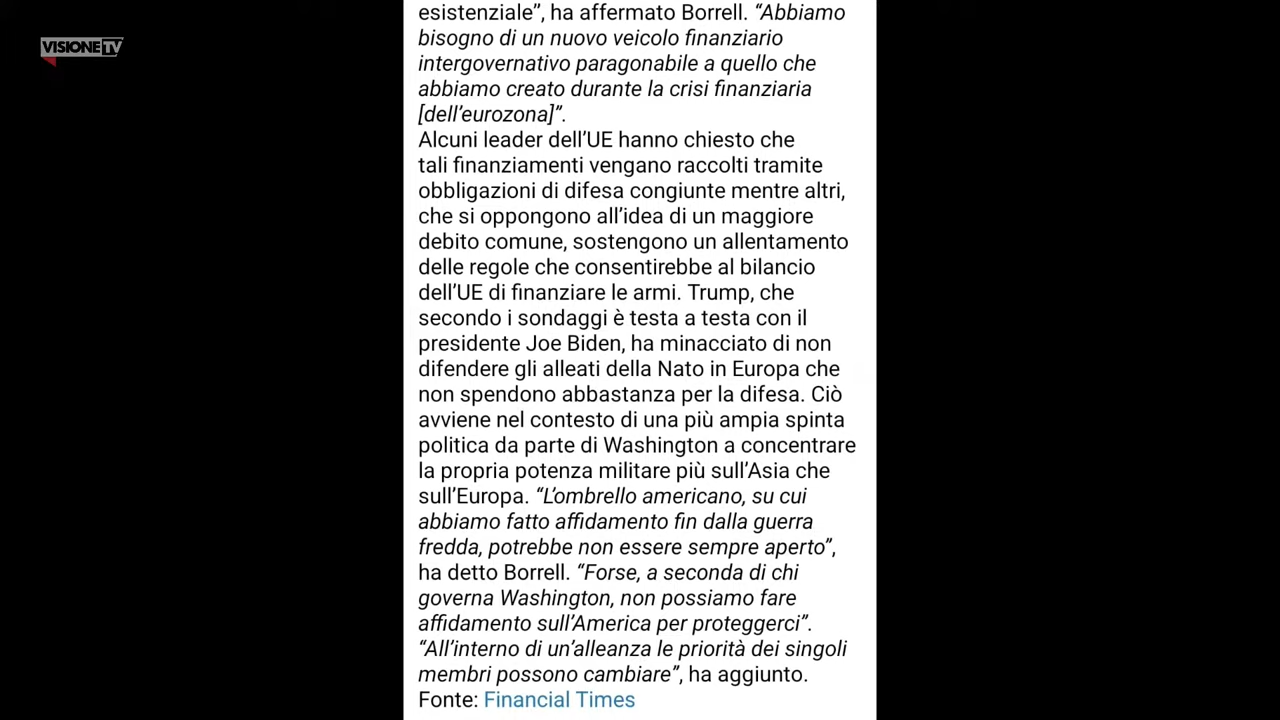 VISIONE TV
esistenziale”, ha affermato Borrell. “Abbiamo
bisogno di un nuovo veicolo finanziario
intergovernativo paragonabile a quello che
abbiamo creato durante la crisi finanziaria
[dell’eurozona]”.
Alcuni leader dell’UE hanno chiesto che
tali finanziamenti vengano raccolti tramite
obbligazioni di difesa congiunte mentre altri,
che si oppongono all’idea di un maggiore
debito comune, sostengono un allentamento
delle regole che consentirebbe al bilancio
dell’UE di finanziare le armi. Trump, che
secondo i sondaggi è testa a testa con il
presidente Joe Biden, ha minacciato di non
difendere gli alleati della Nato in Europa che
non spendono abbastanza per la difesa. Ciò
avviene nel contesto di una più ampia spinta
politica da parte di Washington a concentrare
la propria potenza militare più sull’Asia che
sull’Europa. “L’ombrello americano, su cui
abbiamo fatto affidamento fin dalla guerra
fredda, potrebbe non essere sempre aperto”,
ha detto Borrell. “Forse, a seconda di chi
governa Washington, non possiamo fare
affidamento sull’America per proteggerci”.
“All’interno di un’alleanza le priorità dei singoli
membri possono cambiare”, ha aggiunto.
Fonte: Financial Times